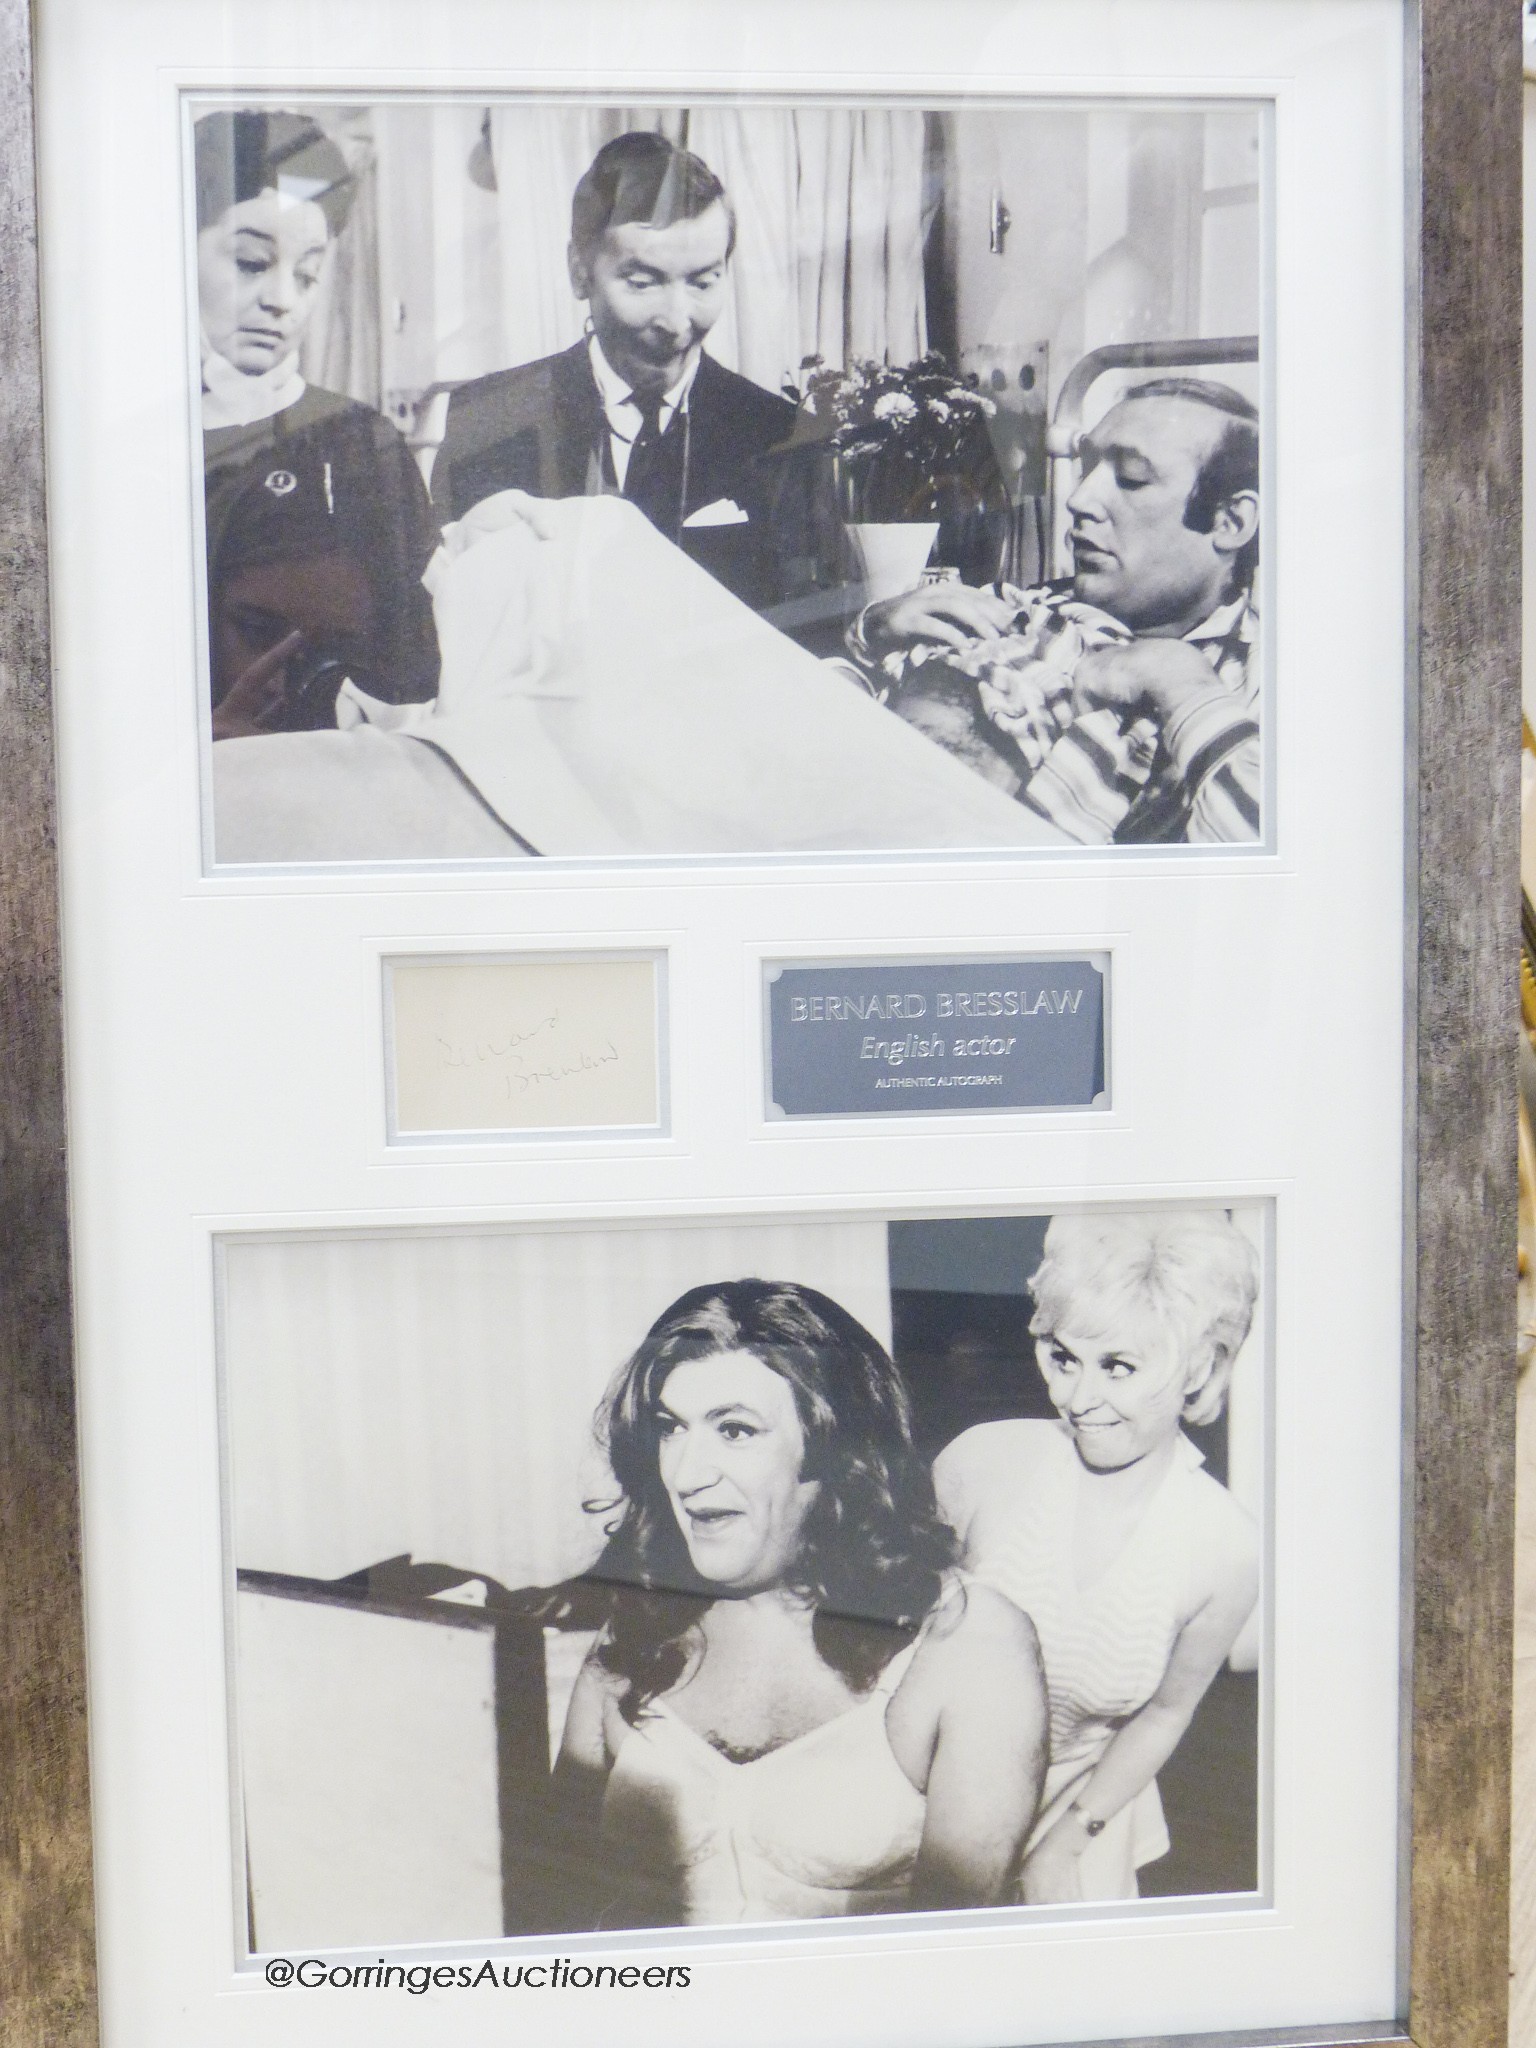 Bernard
Bresslaw
BERNARD BRESSLAW
English actor
AUTHENTIC AUTOGRAPH
@GorringesAuctioneers